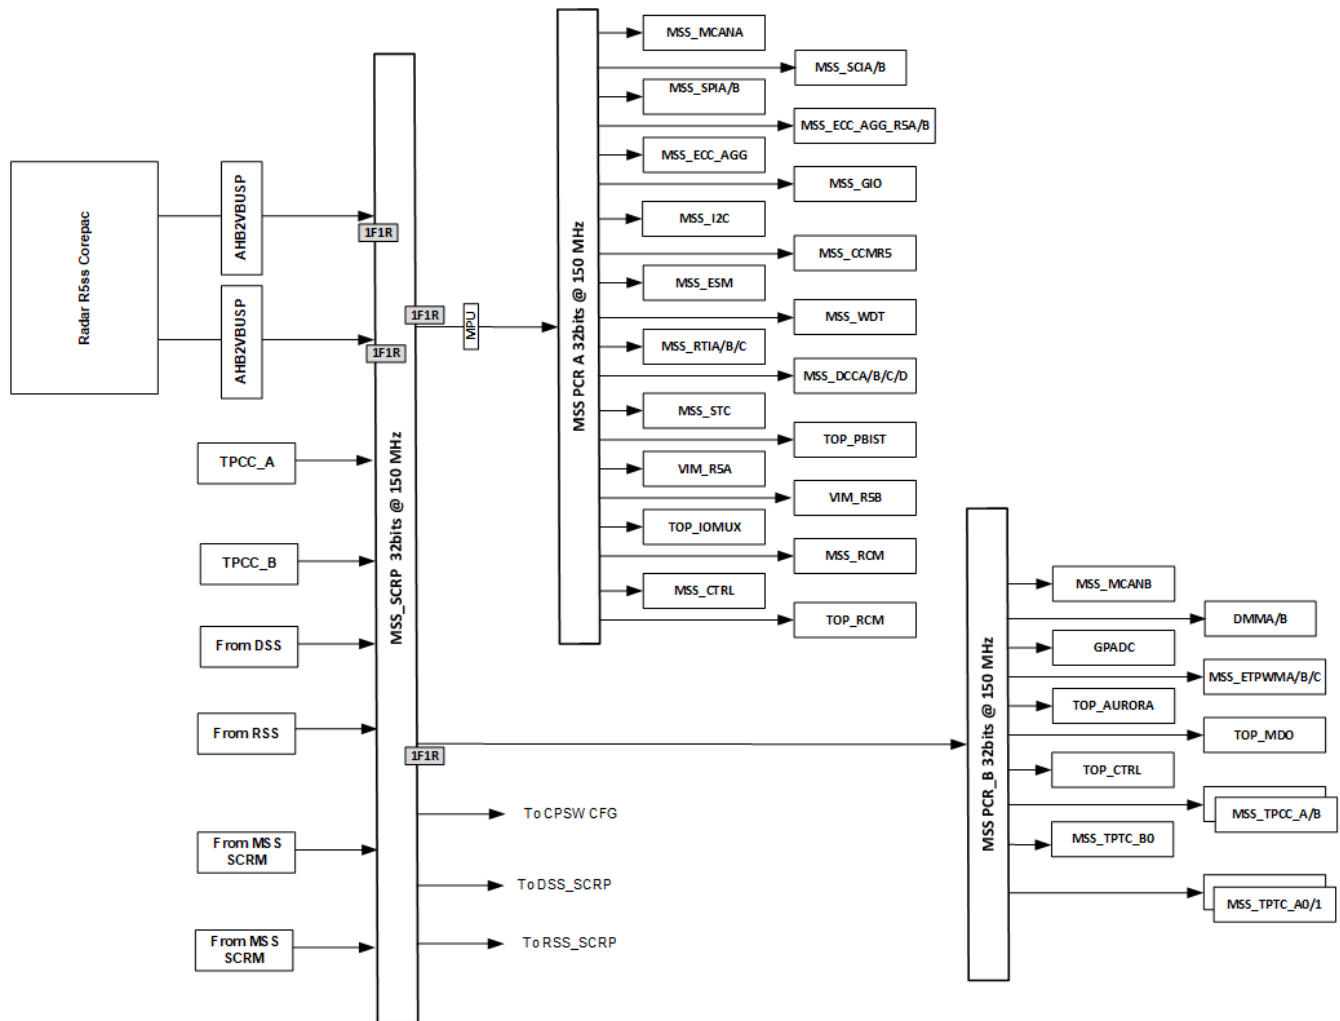 Radar R5ss Corepac
AHB2VBUSP
AHB2VBUSP
TPCC_A
TPCC_B
From DSS
From RSS
From MSS
SCRM
From MSS
SCRM
1F1R
1F1R
MSS_SCRP 32bits @ 150 MHz
1F1R
MPU
1F1R
To CPSW CFG
To DSS_SCRP
To RSS_SCRP
MSS PCR A 32bits @ 150 MHz
MSS_MCANA
MSS_SCIA/B
MSS_SPIA/B
MSS_ECC_AGG_R5A/B
MSS_ECC_AGG
MSS_GIO
MSS_I2C
MSS_CCMR5
MSS_ESM
MSS_WDT
MSS_RTIA/B/C
MSS_DCCA/B/C/D
MSS_STC
TOP_PBIST
VIM_R5A
VIM_R5B
TOP_IOMUX
MSS_RCM
MSS_CTRL
TOP_RCM
MSS PCR_B 32bits @ 150 MHz
MSS_MCANB
DMMA/B
GPADC
MSS_ETPWMA/B/C
TOP_AURORA
TOP_MDO
TOP_CTRL
MSS_TPCC_A/B
MSS_TPTC_B0
MSS_TPTC_A0/1